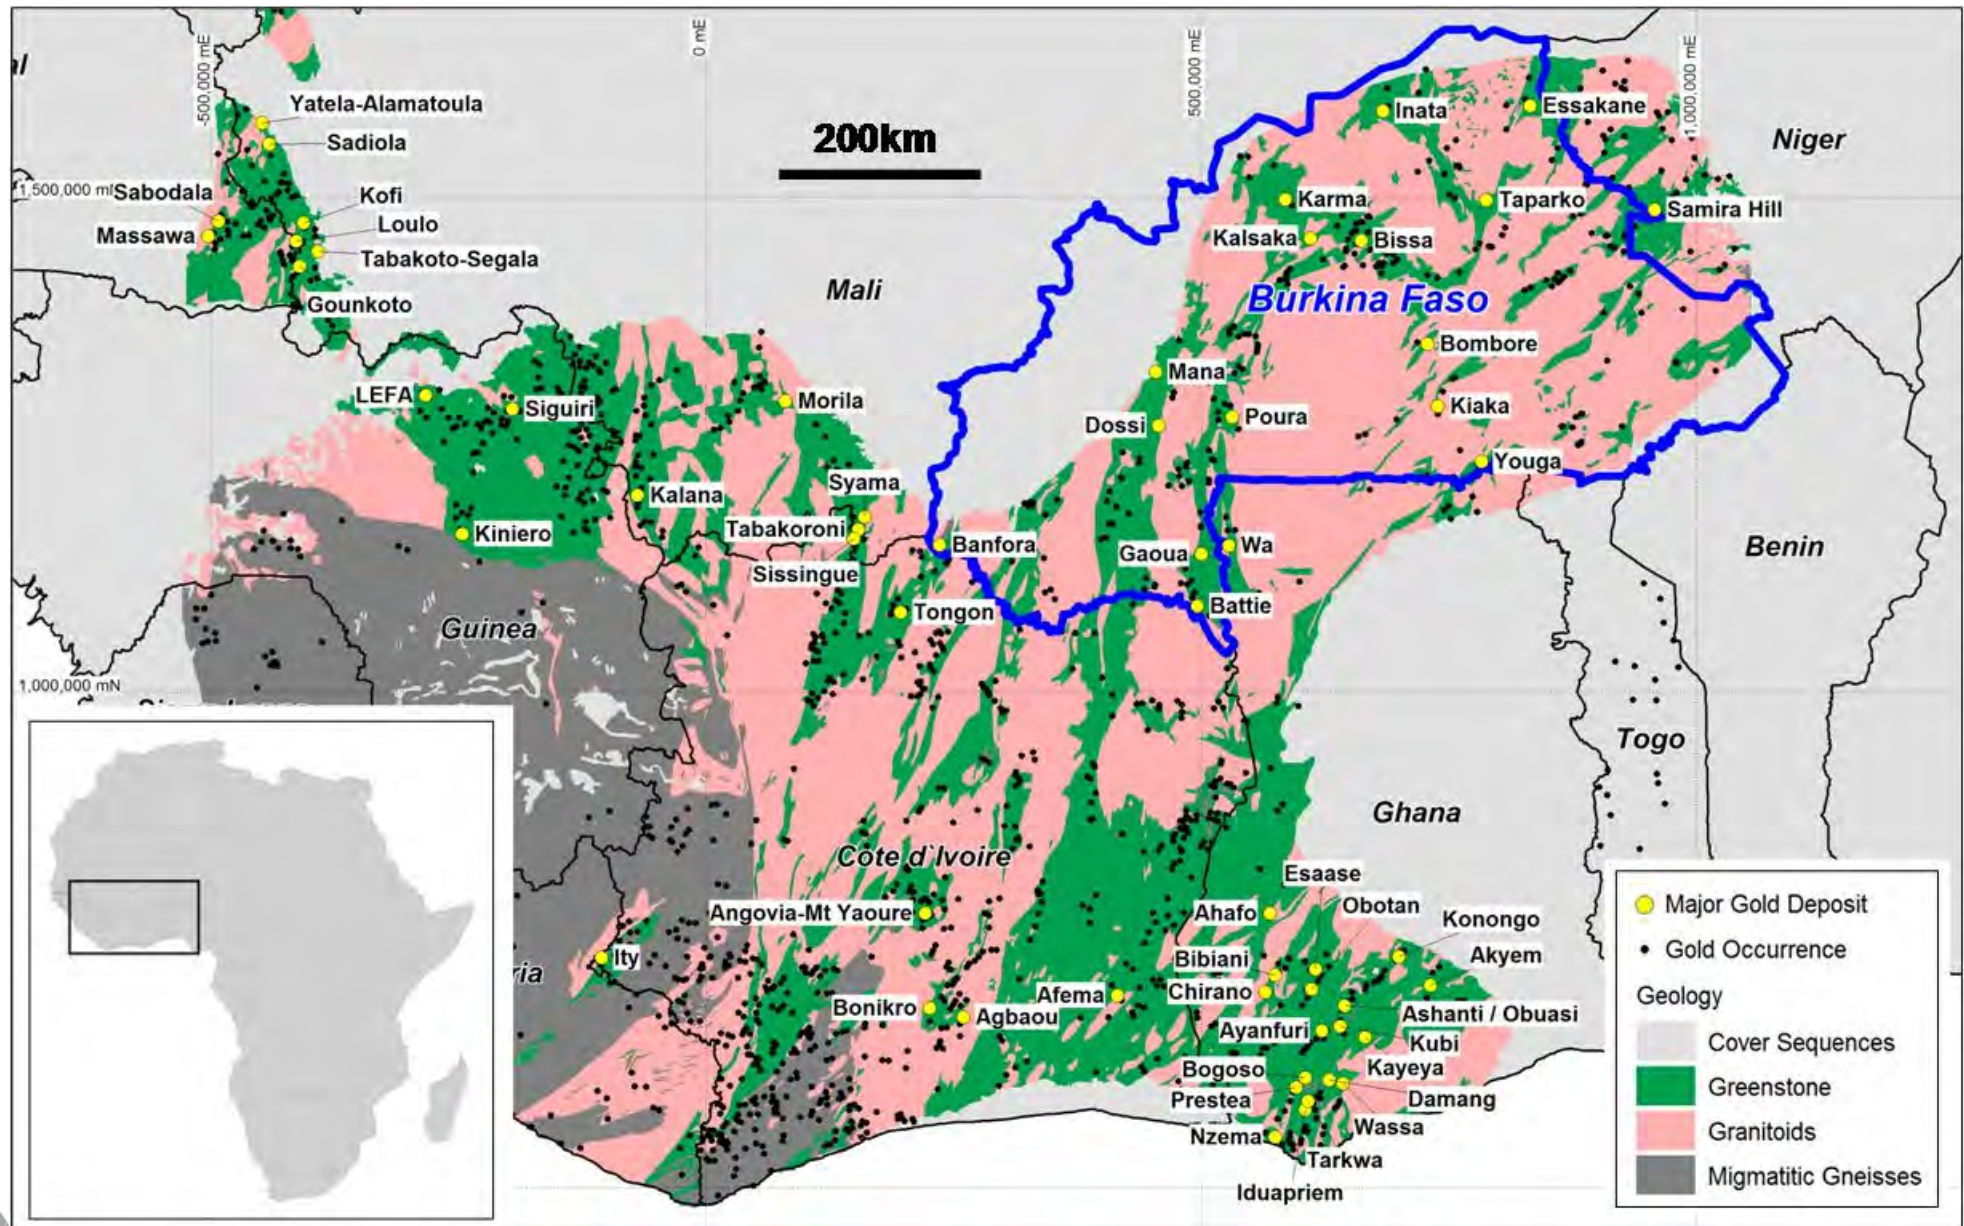 al
-500,000 mE
0 mE
500,000 mE
1,000,000 mE
Yatela-Alamatoula
Sadiola
200km
Inata
Essakane
Niger
1,500,000 m
Sabodala
Kofi
Massawa
Loulo
Tabakoto-Segala
Gounkoto
Karma
Taparko
Samira Hill
Kalsaka
Bissa
Mali
Burkina Faso
Bombore
Mana
LEFA
Siguiri
Morila
Kiaka
Dossi
Poura
Youga
Kalana
Syama
Tabakoroni
Kiniero
Banfora
Gaoua
Wa
Benin
Sissingue
Battie
Tongon
Guinea
1,000,000 mN
Togo
Ghana
Côte d`Ivoire
Esaase
Angovia-Mt Yaoure
Ahafo
Obotan
Konongo
Akyem
Ity
ria
Bibiani
Chirano
Bonikro
Agbaou
Afema
Ashanti / Obuasi
Ayanfuri
Kubi
Bogoso
Kayeya
Prestea
Damang
Nzema
Wassa
Tarkwa
Iduapriem
Major Gold Deposit
Gold Occurrence
Geology
Cover Sequences
Greenstone
Granitoids
Migmatitic Gneisses